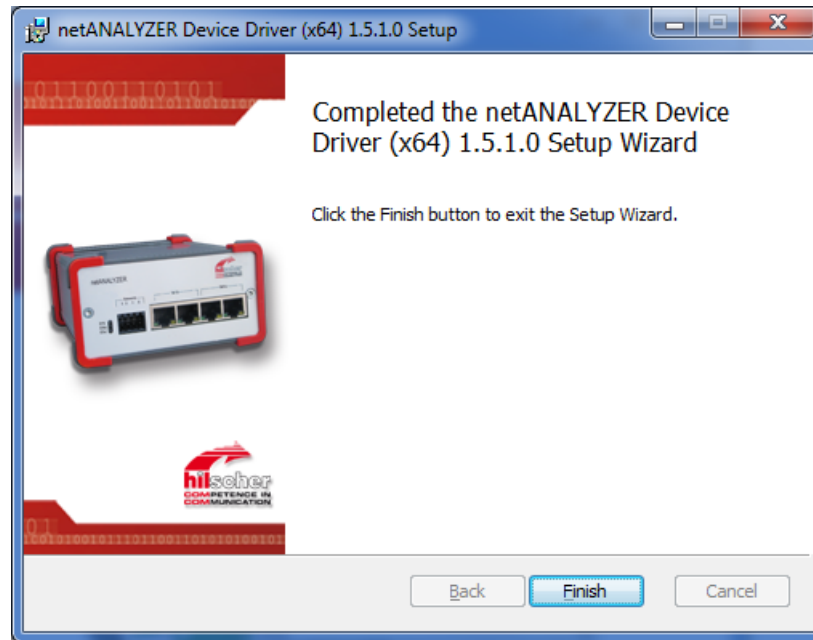 netANALYZER Device Driver (x64) 1.5.1.0 Setup
Completed the netANALYZER Device
Driver (x64) 1.5.1.0 Setup Wizard
Click the Finish button to exit the Setup Wizard.
netANALYZER
hilscher
COMPETENCE IN
COMMUNICATION
Back
Finish
Cancel